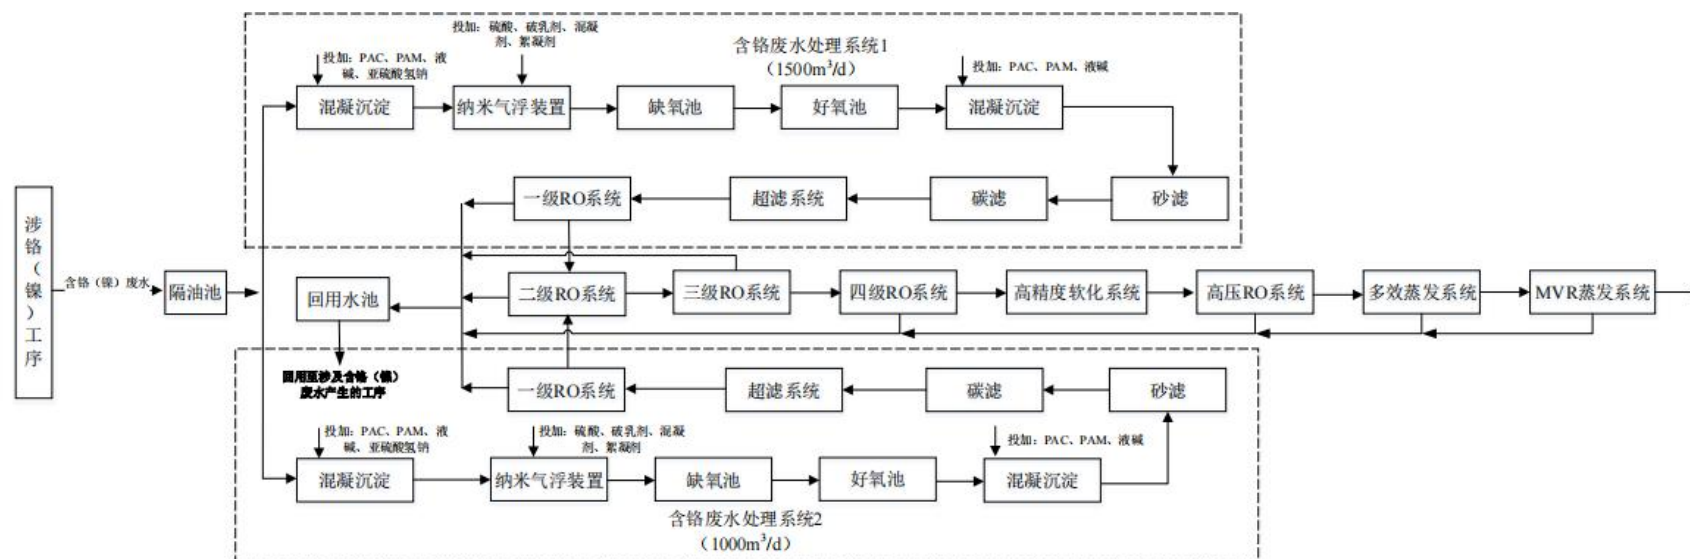 投加：硫酸、破乳剂、混凝
剂、絮凝剂
含铬废水处理系统1
（1500m³/d）
投加：PAC、PAM、液
碱、亚硫酸氢钠
投加：PAC、PAM、液碱
混凝沉淀
纳米气浮装置
缺氧池
好氧池
混凝沉淀
一级RO系统
超滤系统
碳滤
砂滤
涉铬（镍）工序
含铬（镍）废水
隔油池
回用水池
二级RO系统
三级RO系统
四级RO系统
高精度软化系统
高压RO系统
多效蒸发系统
MVR蒸发系统
回用至涉及含铬（镍）
废水产生的工序
一级RO系统
超滤系统
碳滤
砂滤
投加：PAC、PAM、液
碱、亚硫酸氢钠
投加：硫酸、破乳剂、混凝
剂、絮凝剂
投加：PAC、PAM、液碱
混凝沉淀
纳米气浮装置
缺氧池
好氧池
混凝沉淀
含铬废水处理系统2
（1000m³/d）